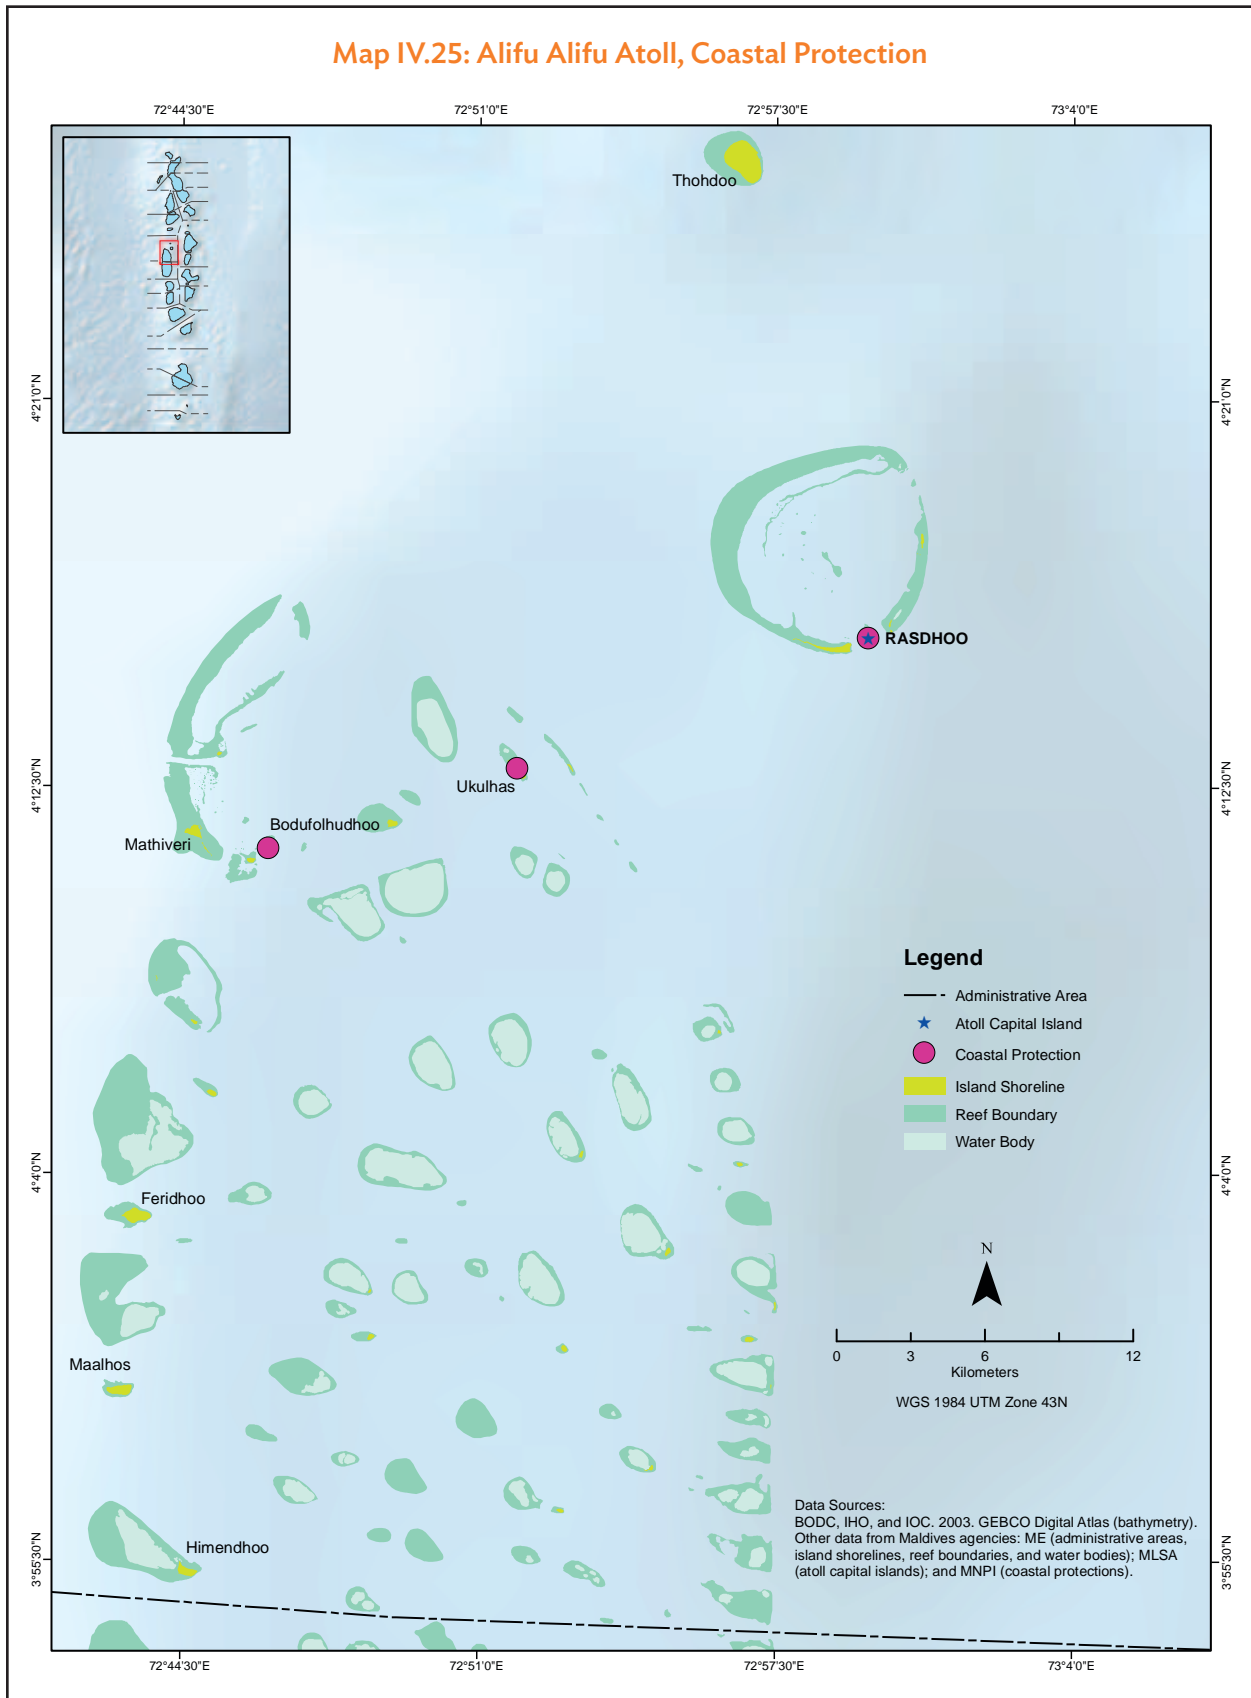 Map IV.25: Alifu Alifu Atoll, Coastal Protection
72°44'30"E
72°51'0"E
72°57'30"E
73°4'0"E
Thohdoo
4°21'0"N
4°21'0"N
RASDHOO
4°12'30"N
4°12'30"N
Ukulhas
Bodufolhudhoo
Mathiveri
Legend
Administrative Area
Atoll Capital Island
Coastal Protection
Island Shoreline
Reef Boundary
Water Body
4°4'0"N
4°4'0"N
Feridhoo
N
0 3 6 12
Kilometers
Maalhos
WGS 1984 UTM Zone 43N
Data Sources:
BODC, IHO, and IOC. 2003. GEBCO Digital Atlas (bathymetry).
Other data from Maldives agencies: ME (administrative areas,
island shorelines, reef boundaries, and water bodies); MLSA
(atoll capital islands); and MNPI (coastal protections).
Himendhoo
3°55'30"N
3°55'30"N
72°44'30"E
72°51'0"E
72°57'30"E
73°4'0"E